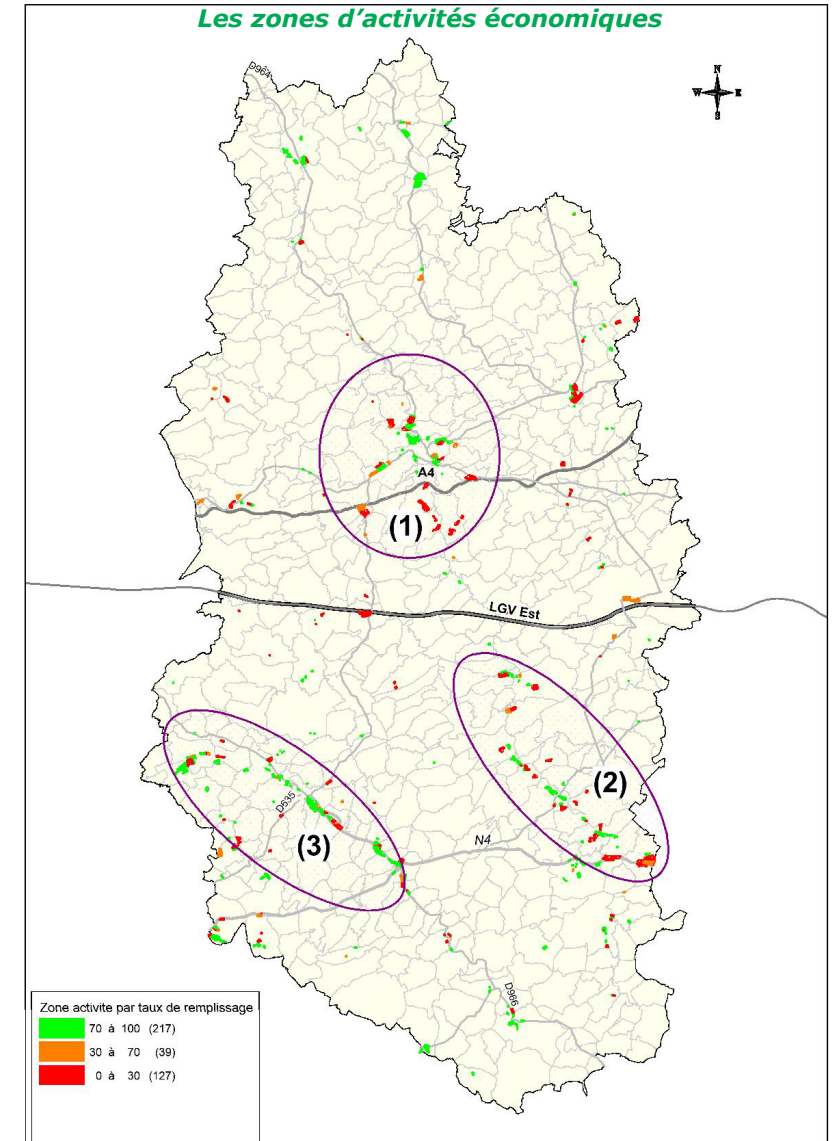 Les zones d'activités économiques
D964
N
W E
S
A4
(1)
LGV Est
(2)
D635
(3)
N4
D966
Zone activite par taux de remplissage
70 à 100 (217)
30 à 70 (39)
0 à 30 (127)